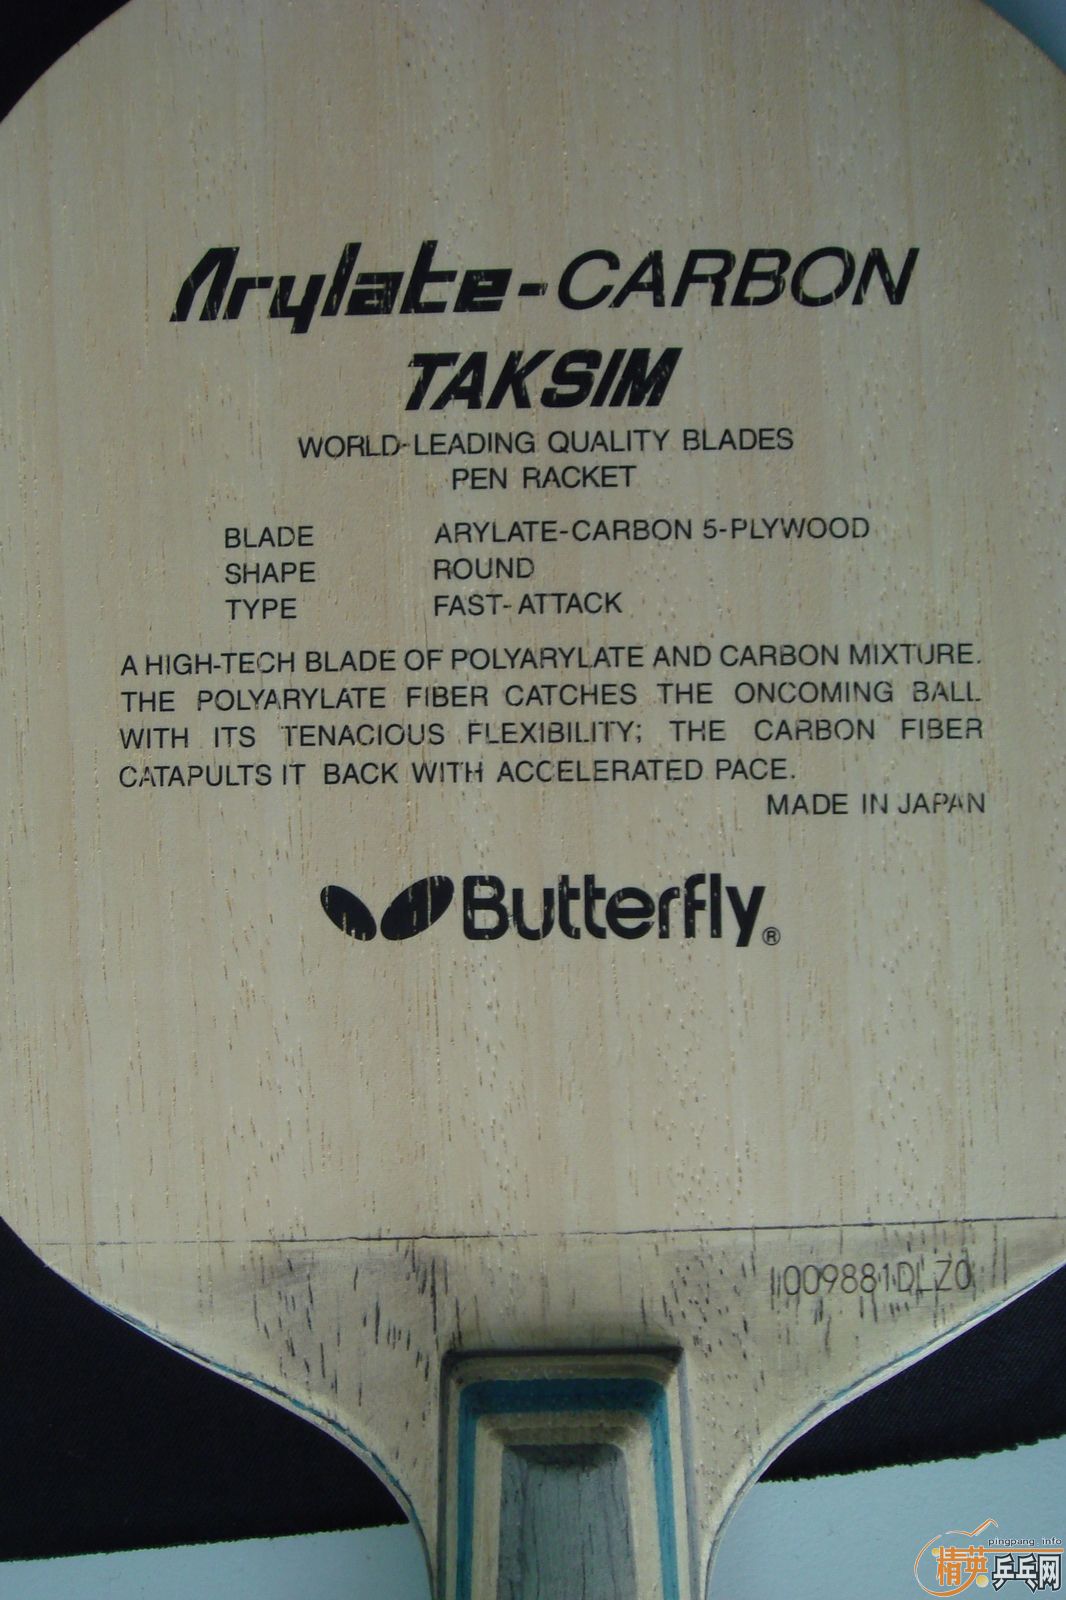 Arylate-CARBON
TAKSIM
WORLD-LEADING QUALITY BLADES
PEN RACKET
BLADE ARYLATE-CARBON 5-PLYWOOD
SHAPE ROUND
TYPE FAST-ATTACK
A HIGH-TECH BLADE OF POLYARYLATE AND CARBON MIXTURE.
THE POLYARYLATE FIBER CATCHES THE ONCOMING BALL
WITH ITS TENACIOUS FLEXIBILITY; THE CARBON FIBER
CATAPULTS IT BACK WITH ACCELERATED PACE.
MADE IN JAPAN
Butterfly®
pingpang.info
精英乒乓网